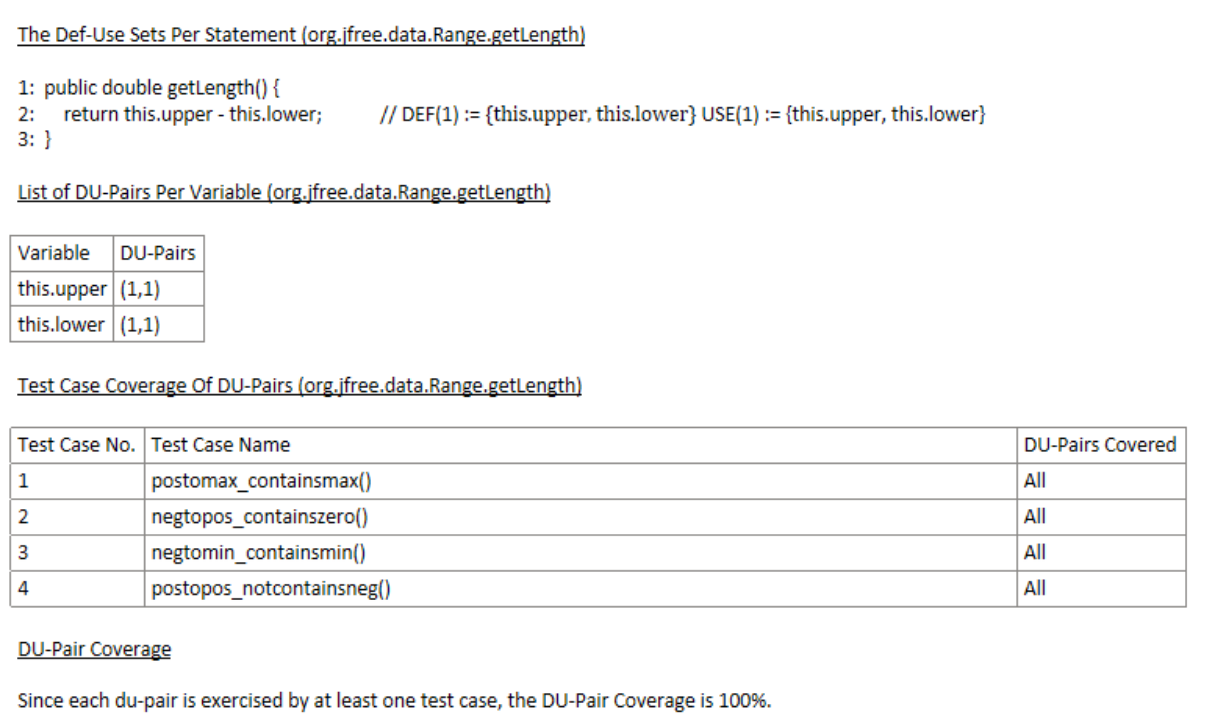 The Def-Use Sets Per Statement (org.jfree.data.Range.getLength)
1: public double getLength() {
2: return this.upper - this.lower; // DEF(1) := {this.upper, this.lower} USE(1) := {this.upper, this.lower}
3: }
List of DU-Pairs Per Variable (org.jfree.data.Range.getLength)
Variable DU-Pairs
this.upper (1,1)
this.lower (1,1)
Test Case Coverage Of DU-Pairs (org.jfree.data.Range.getLength)
Test Case No. Test Case Name DU-Pairs Covered
1 postomax_containsmax() All
2 negtopos_containszero() All
3 negtomin_containsmin() All
4 postopos_notcontainsneg() All
DU-Pair Coverage
Since each du-pair is exercised by at least one test case, the DU-Pair Coverage is 100%.